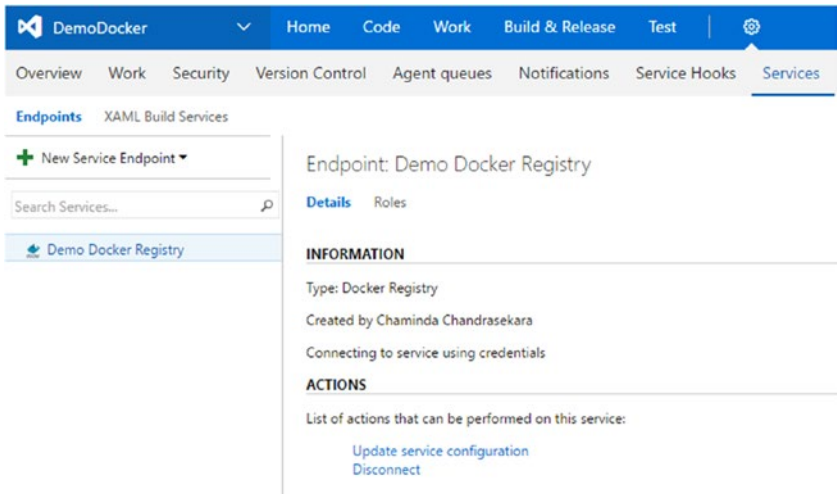 DemoDocker Home Code Work Build & Release Test
Overview Work Security Version Control Agent queues Notifications Service Hooks Services
Endpoints XAML Build Services
New Service Endpoint
Search Services...
Demo Docker Registry
Endpoint: Demo Docker Registry
Details Roles
INFORMATION
Type: Docker Registry
Created by Chaminda Chandrasekara
Connecting to service using credentials
ACTIONS
List of actions that can be performed on this service:
Update service configuration
Disconnect